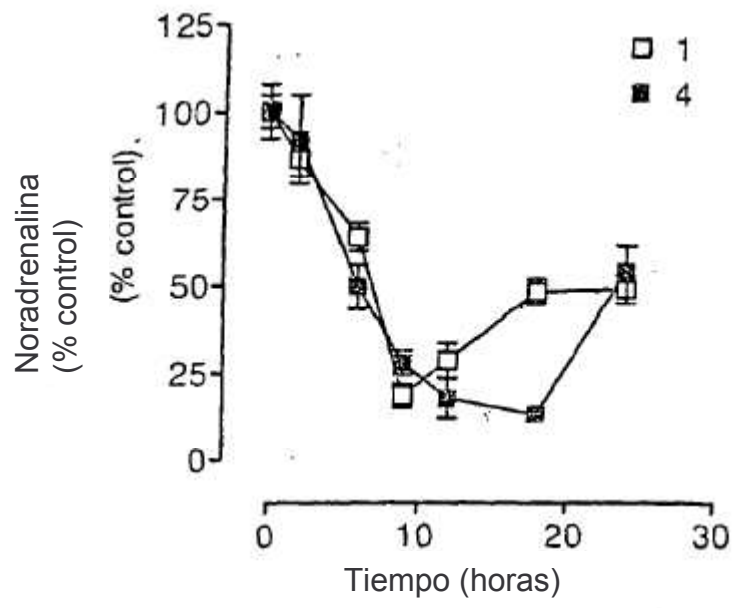 125
1
4
100
75
50
25
0
Noradrenalina
(% control)
(% control).
0 10 20 30
Tiempo (horas)